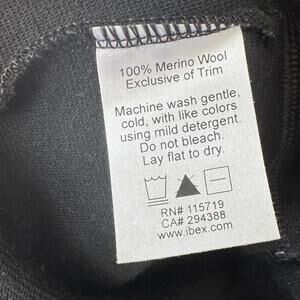 100% Merino Wool
Exclusive of Trim
Machine wash gentle,
cold, with like colors
using mild detergent.
Do not bleach.
Lay flat to dry.
RN# 115719
CA# 294388
www.ibex.com